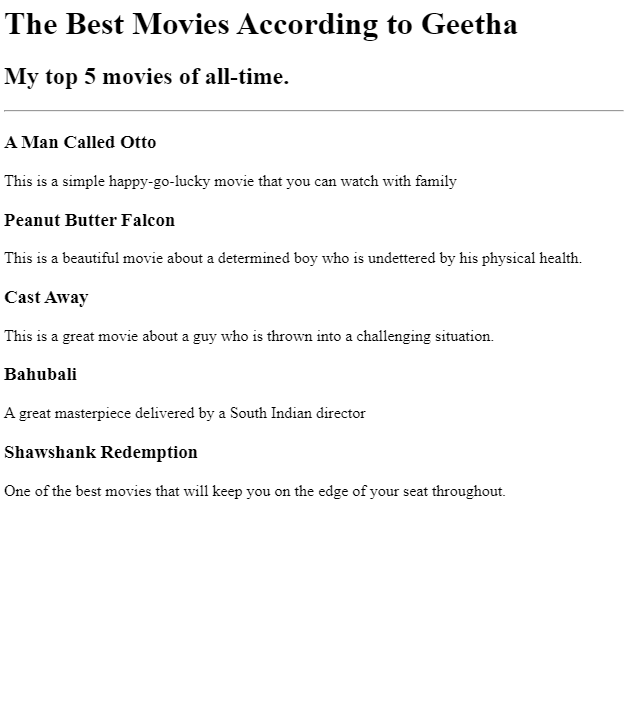 The Best Movies According to Geetha
My top 5 movies of all-time.
A Man Called Otto
This is a simple happy-go-lucky movie that you can watch with family
Peanut Butter Falcon
This is a beautiful movie about a determined boy who is undettered by his physical health.
Cast Away
This is a great movie about a guy who is thrown into a challenging situation.
Bahubali
A great masterpiece delivered by a South Indian director
Shawshank Redemption
One of the best movies that will keep you on the edge of your seat throughout.